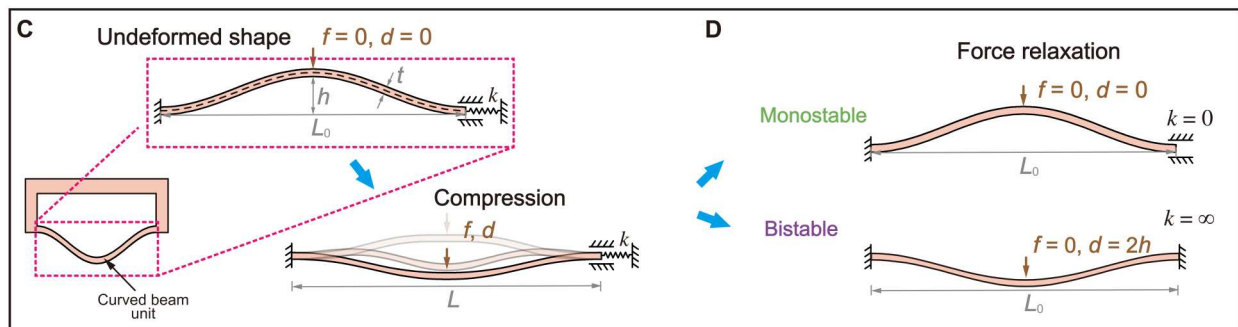 C
Undeformed shape
f = 0, d = 0
t
h
k
L₀
Compression
f, d
k
L
Curved beam
unit
D
Force relaxation
f = 0, d = 0
Monostable
k = 0
L₀
Bistable
k = ∞
f = 0, d = 2h
L₀